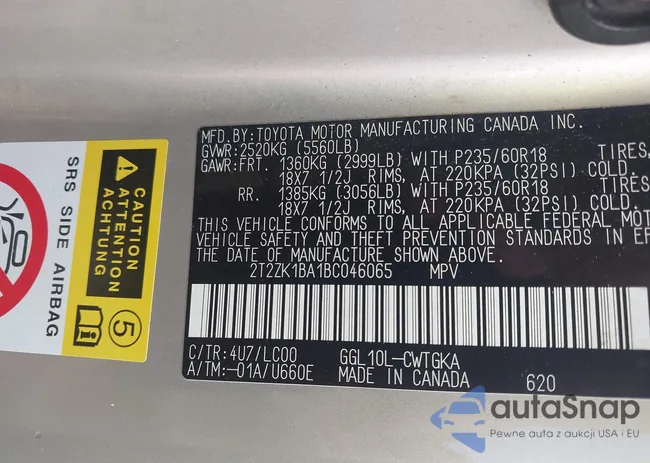 MFD.BY:TOYOTA MOTOR MANUFACTURING CANADA INC.
GVWR:2520KG (5560LB)
GAWR:FRT. 1360KG (2999LB) WITH P235/60R18 TIRES,
18X7 1/2J RIMS, AT 220KPA (32PSI) COLD.
RR. 1385KG (3056LB) WITH P235/60R18 TIRES,
18X7 1/2J RIMS, AT 220KPA (32PSI) COLD.
THIS VEHICLE CONFORMS TO ALL APPLICABLE FEDERAL MOT
VEHICLE SAFETY AND THEFT PREVENTION STANDARDS IN EF
THE DATE OF MANUFACTURE SHOWN ABOVE.
2T2ZK1BA1BC046065 MPV
C/TR:4U7/LC00 GGL10L-CWTGKA
A/TM:-01A/U660E MADE IN CANADA 620
SRS SIDE AIRBAG
CAUTION
ATTENTION
ACHTUNG
i
5
autaSnap
Pewne auta z aukcji USA i EU